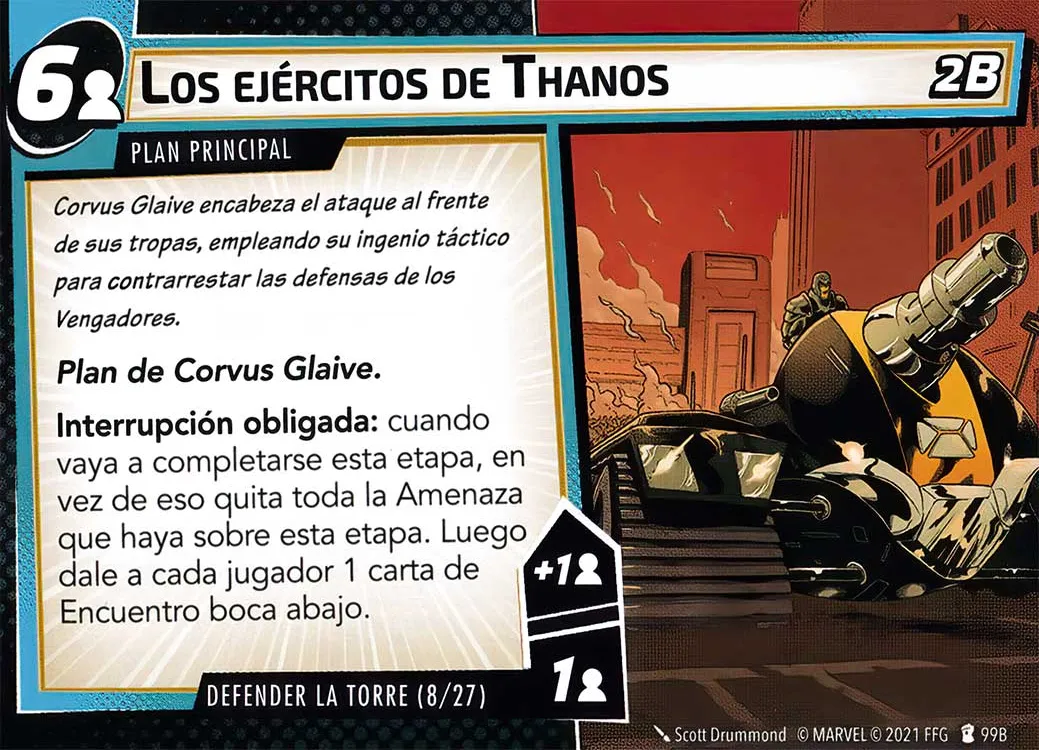 6
Los ejércitos de Thanos
2B
PLAN PRINCIPAL
Corvus Glaive encabeza el ataque al frente
de sus tropas, empleando su ingenio táctico
para contrarrestar las defensas de los
Vengadores.
Plan de Corvus Glaive.
Interrupción obligada: cuando
vaya a completarse esta etapa, en
vez de eso quita toda la Amenaza
que haya sobre esta etapa. Luego
dale a cada jugador 1 carta de
Encuentro boca abajo.
+1
1
DEFENDER LA TORRE (8/27)
Scott Drummond © MARVEL © 2021 FFG 99B